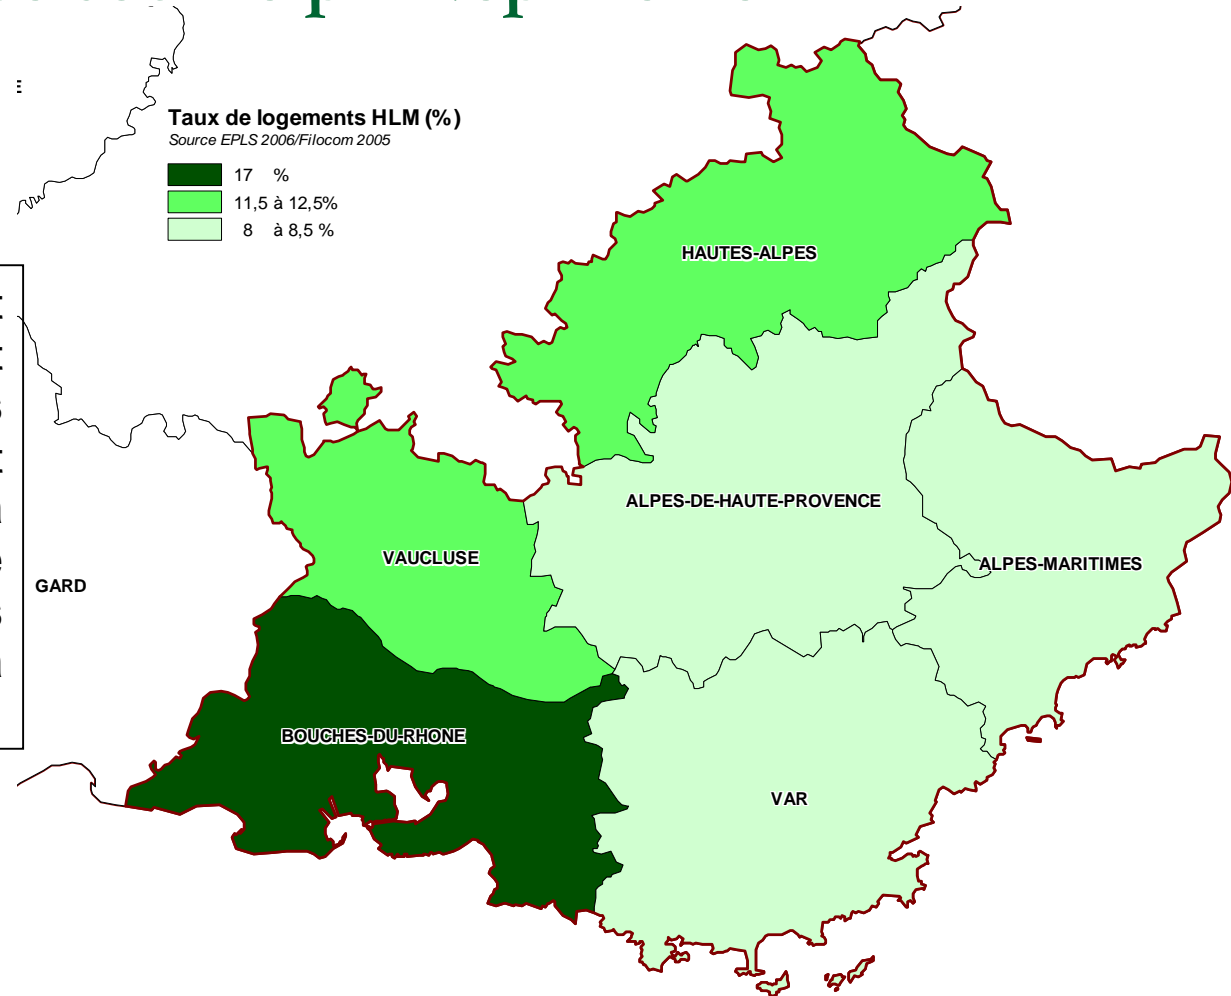 Taux de logements HLM (%)
Source EPLS 2006/Filocom 2005
17 %
11,5 à 12,5%
8 à 8,5 %
HAUTES-ALPES
ALPES-DE-HAUTE-PROVENCE
VAUCLUSE
ALPES-MARITIMES
GARD
BOUCHES-DU-RHONE
VAR